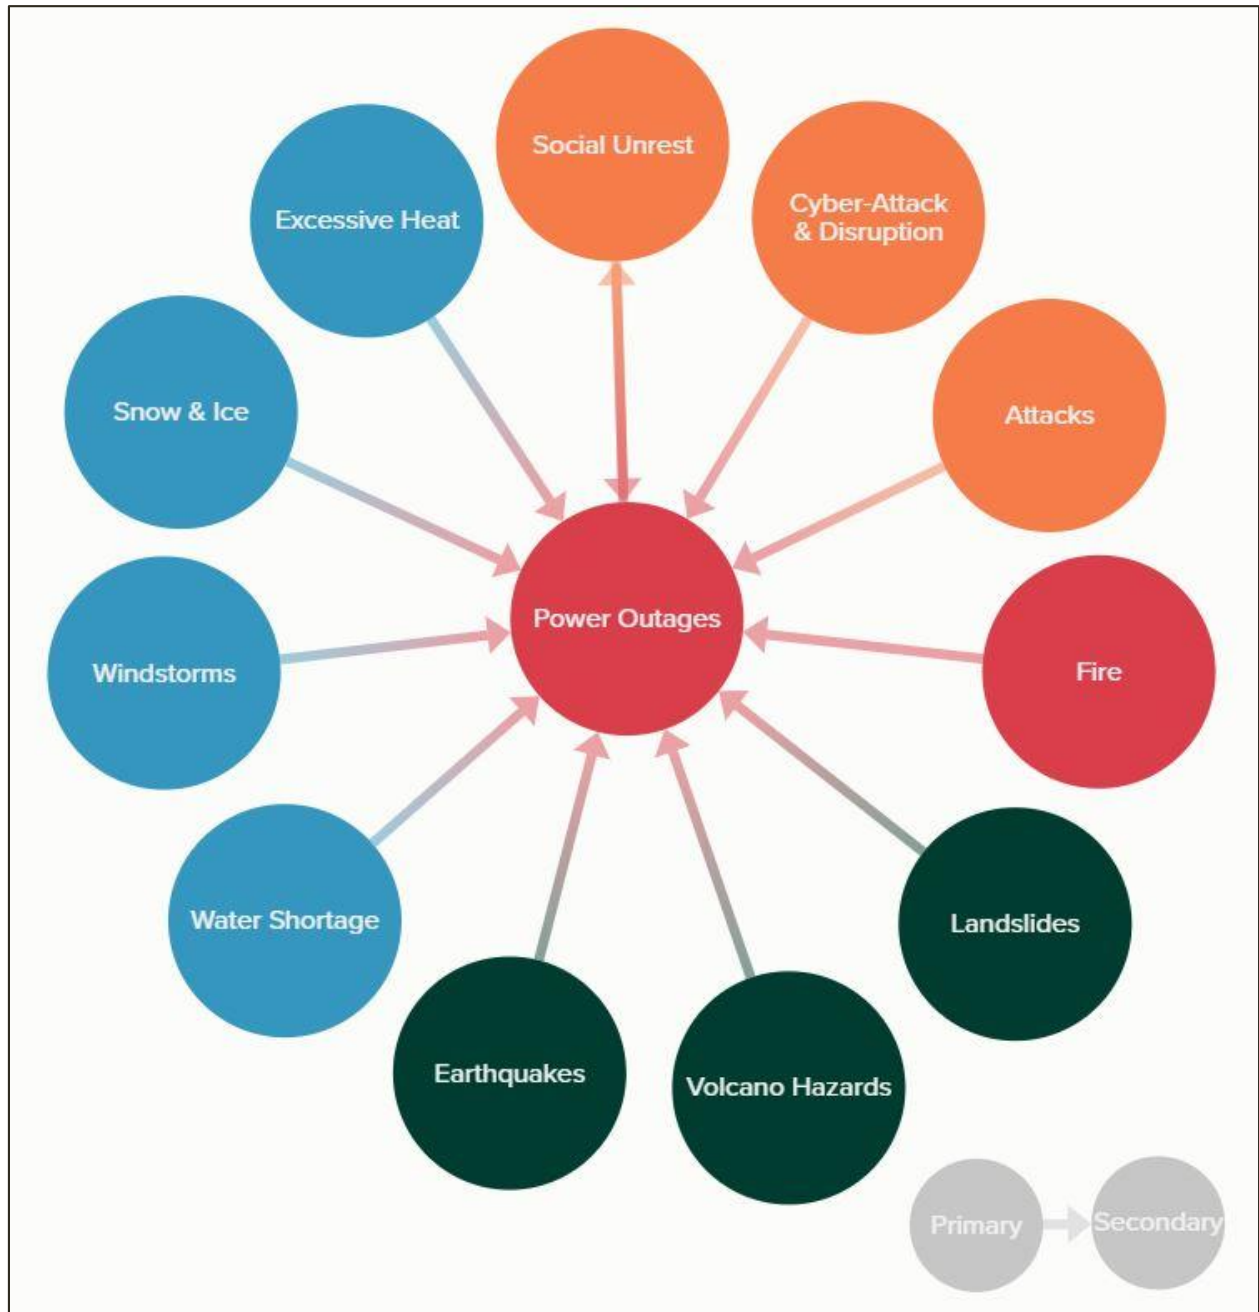 Social Unrest
Cyber-Attack
& Disruption
Excessive Heat
Attacks
Snow & Ice
Power Outages
Fire
Windstorms
Water Shortage
Landslides
Earthquakes
Volcano Hazards
Primary
Secondary